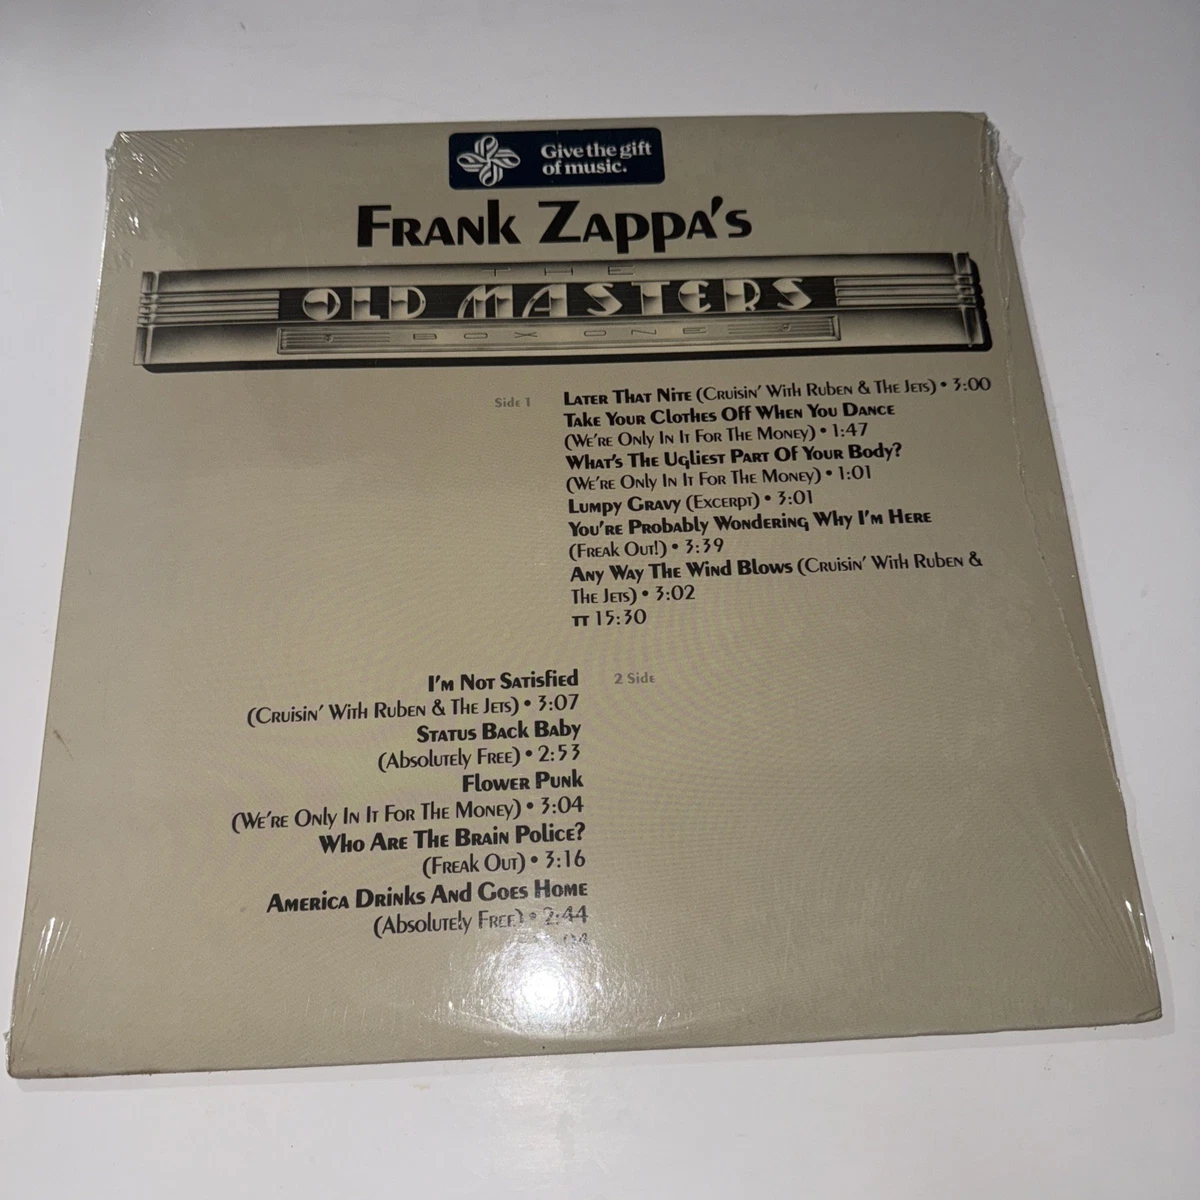 Give the gift
of music.
Frank Zappa's
THE
OLD MASTERS
BOX ONE
Side 1
Later That Nite (Cruisin' With Ruben & The Jets) • 3:00
Take Your Clothes Off When You Dance
(We're Only In It For The Money) • 1:47
What's The Ugliest Part Of Your Body?
(We're Only In It For The Money) • 1:01
Lumpy Gravy (Excerpt) • 3:01
You're Probably Wondering Why I'm Here
(Freak Out!) • 3:39
Any Way The Wind Blows (Cruisin' With Ruben &
The Jets) • 3:02
TT 15:30
2 Side
I'm Not Satisfied
(Cruisin' With Ruben & The Jets) • 3:07
Status Back Baby
(Absolutely Free) • 2:53
Flower Punk
(We're Only In It For The Money) • 3:04
Who Are The Brain Police?
(Freak Out) • 3:16
America Drinks And Goes Home
(Absolutely Free) • 2:44